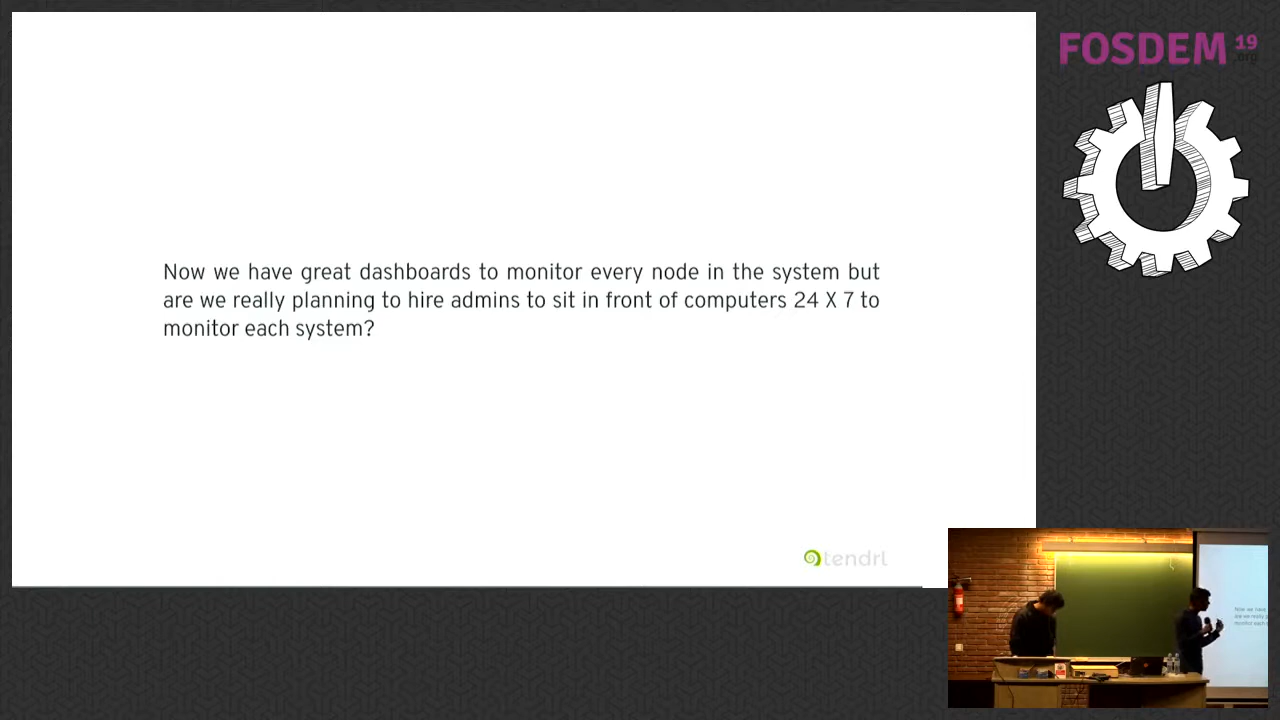 FOSDEM 19
.org
Now we have great dashboards to monitor every node in the system but
are we really planning to hire admins to sit in front of computers 24 X 7 to
monitor each system?
tendrl